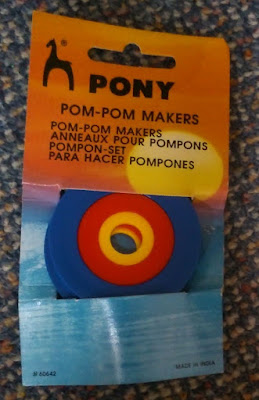 PONY
POM-POM MAKERS
POM-POM MAKERS
ANNEAUX POUR POMPONS
POMPON-SET
PARA HACER POMPONES
# 60642
MADE IN INDIA